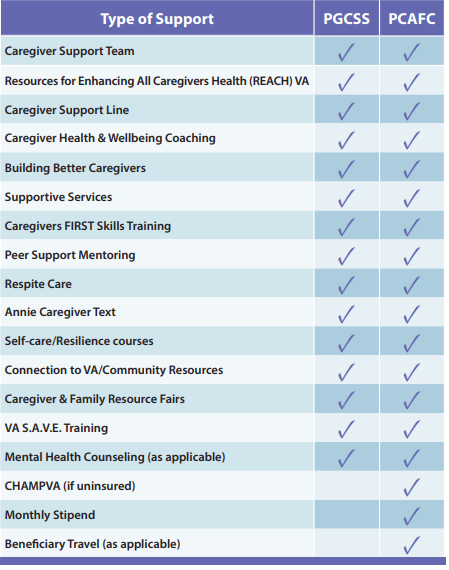 Type of Support PGCSS PCAFC
Caregiver Support Team ✓ ✓
Resources for Enhancing All Caregivers Health (REACH) VA ✓ ✓
Caregiver Support Line ✓ ✓
Caregiver Health & Wellbeing Coaching ✓ ✓
Building Better Caregivers ✓ ✓
Supportive Services ✓ ✓
Caregivers FIRST Skills Training ✓ ✓
Peer Support Mentoring ✓ ✓
Respite Care ✓ ✓
Annie Caregiver Text ✓ ✓
Self-care/Resilience courses ✓ ✓
Connection to VA/Community Resources ✓ ✓
Caregiver & Family Resource Fairs ✓ ✓
VA S.A.V.E. Training ✓ ✓
Mental Health Counseling (as applicable) ✓ ✓
CHAMPVA (if uninsured) ✓
Monthly Stipend ✓
Beneficiary Travel (as applicable) ✓